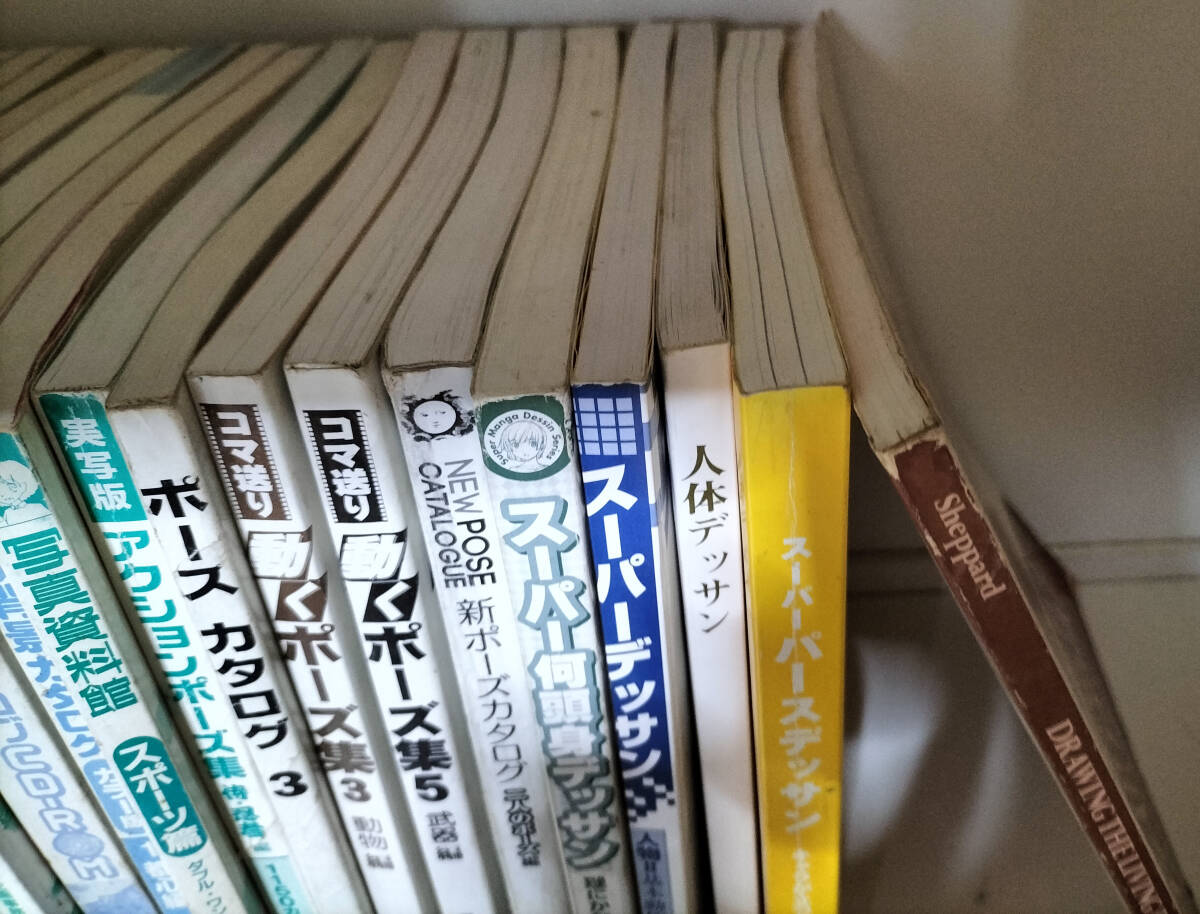 CD-ROM
写真資料館
スポーツ篇
実写版
アクションポーズ集
ポーズ カタログ 3
コマ送り
動くポーズ集 3 動物編
コマ送り
動くポーズ集 5 武器編
NEW POSE
CATALOGUE
新ポーズカタログ
Super Manga Dessin Series
スーパー何頭身デッサン
スーパーデッサン
人体デッサン
スーパーパースデッサン
Sheppard
DRAWING THE LIVING